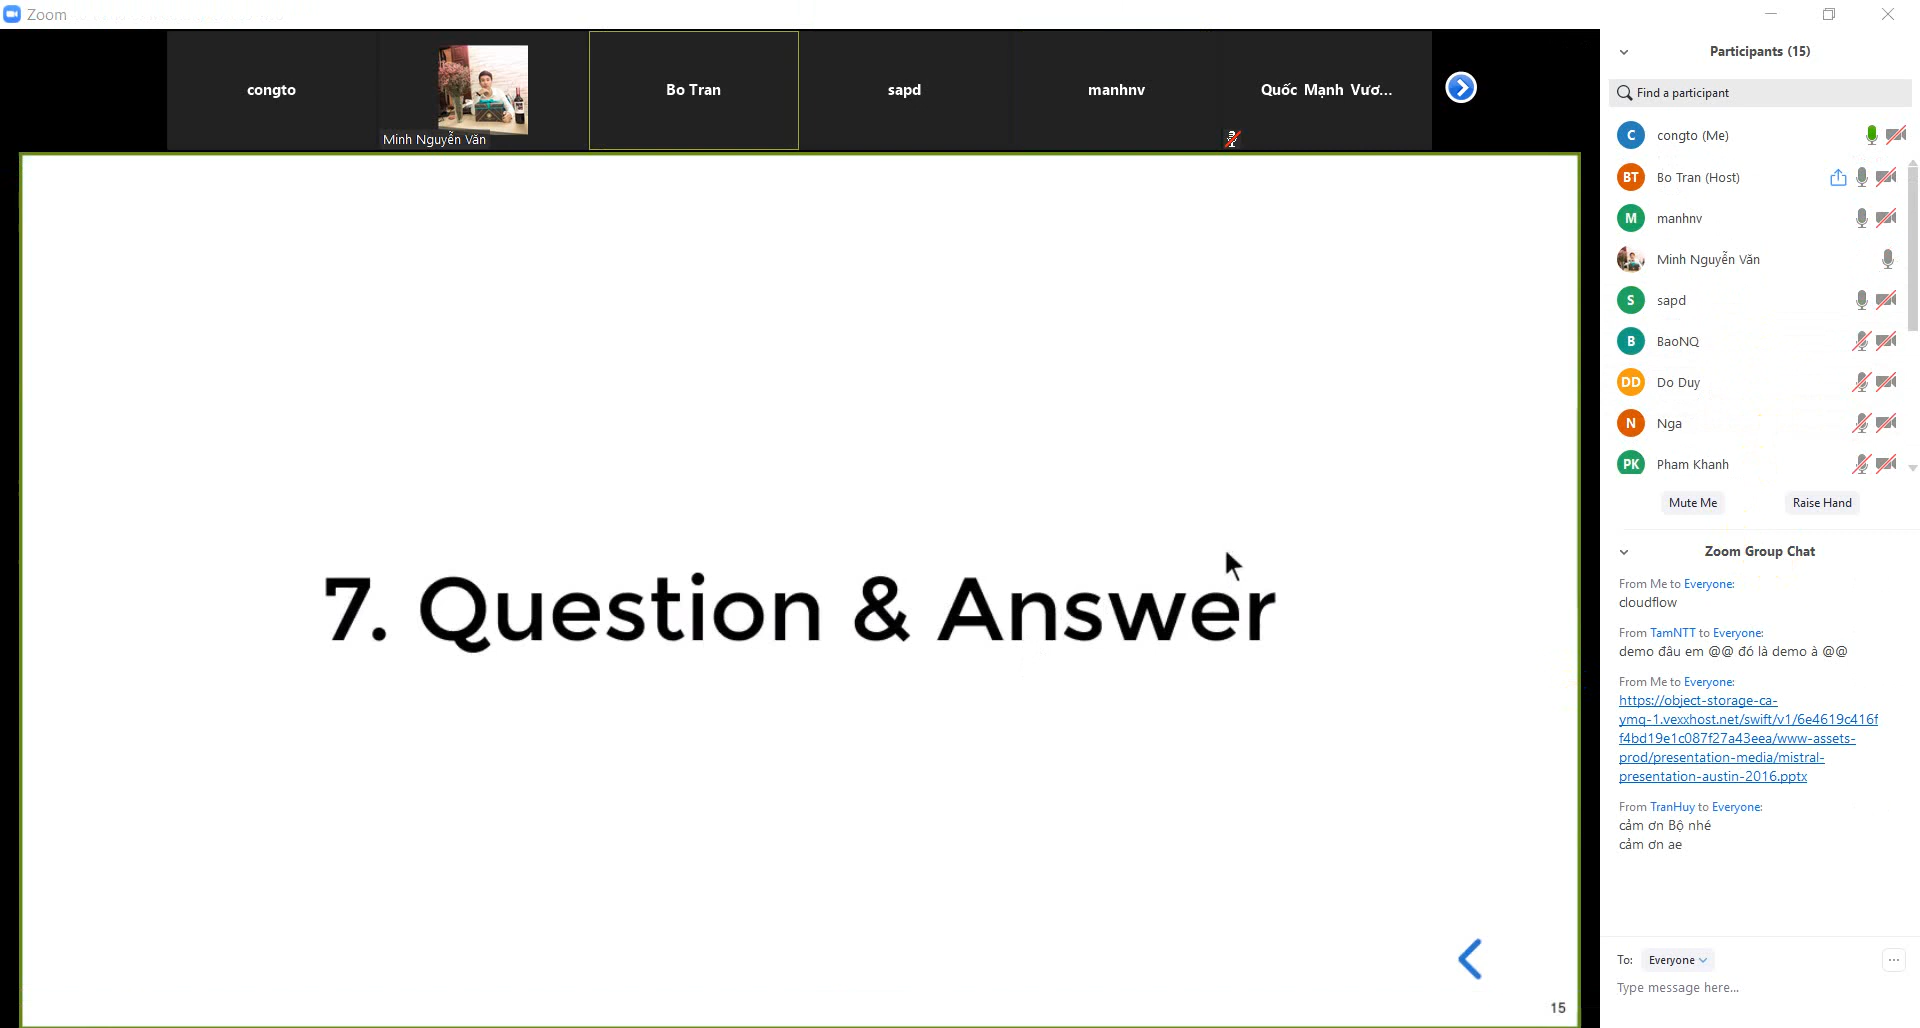 Zoom
congto
Minh Nguyễn Văn
Bo Tran
sapd
manhnv
Quốc Mạnh Vươ...
7. Question & Answer
15
Participants (15)
Find a participant
C congto (Me)
BT Bo Tran (Host)
M manhnv
Minh Nguyễn Văn
S sapd
B BaoNQ
DD Do Duy
N Nga
PK Pham Khanh
Mute Me Raise Hand
Zoom Group Chat
From Me to Everyone:
cloudflow
From TamNTT to Everyone:
demo đâu em @@ đó là demo à @@
From Me to Everyone:
https://object-storage-ca-
ymq-1.vexxhost.net/swift/v1/6e4619c416f
f4bd19e1c087f27a43eea/www-assets-
prod/presentation-media/mistral-
presentation-austin-2016.pptx
From TranHuy to Everyone:
cảm ơn Bộ nhé
cảm ơn ae
To: Everyone
Type message here...